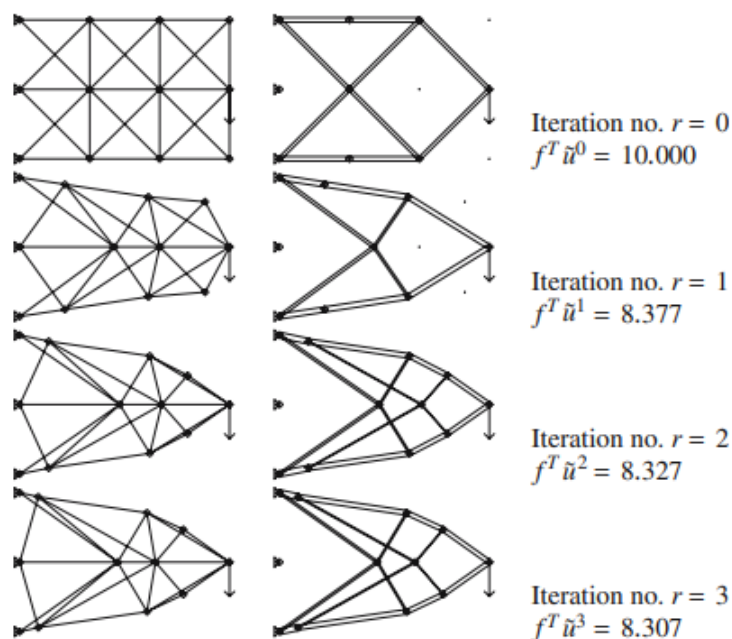 Iteration no. r = 0
f^T ũ^0 = 10.000
Iteration no. r = 1
f^T ũ^1 = 8.377
Iteration no. r = 2
f^T ũ^2 = 8.327
Iteration no. r = 3
f^T ũ^3 = 8.307